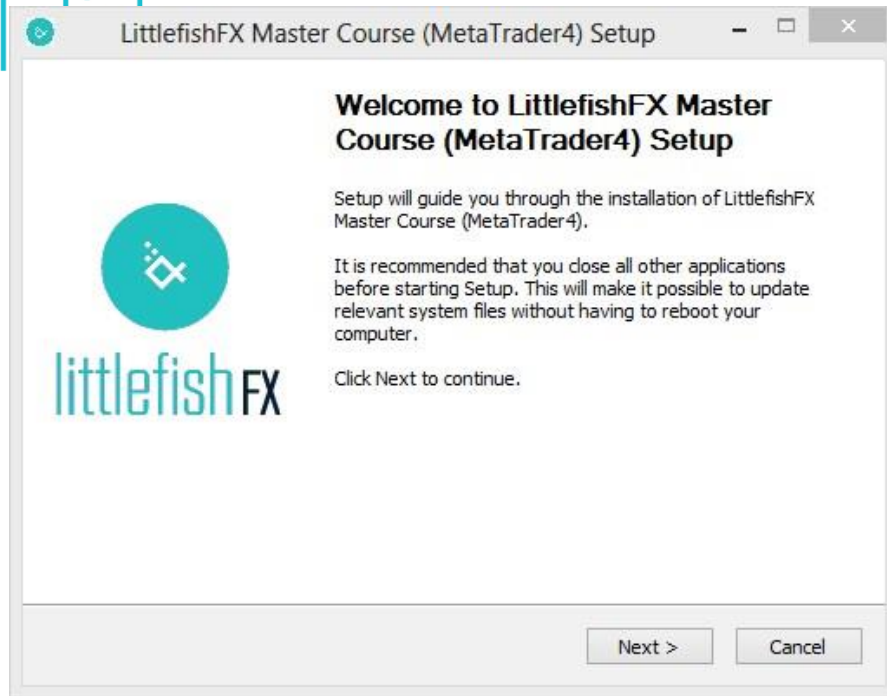 LittlefishFX Master Course (MetaTrader4) Setup
Welcome to LittlefishFX Master
Course (MetaTrader4) Setup
Setup will guide you through the installation of LittlefishFX
Master Course (MetaTrader4).
It is recommended that you close all other applications
before starting Setup. This will make it possible to update
relevant system files without having to reboot your
computer.
Click Next to continue.
littlefish FX
Next >
Cancel